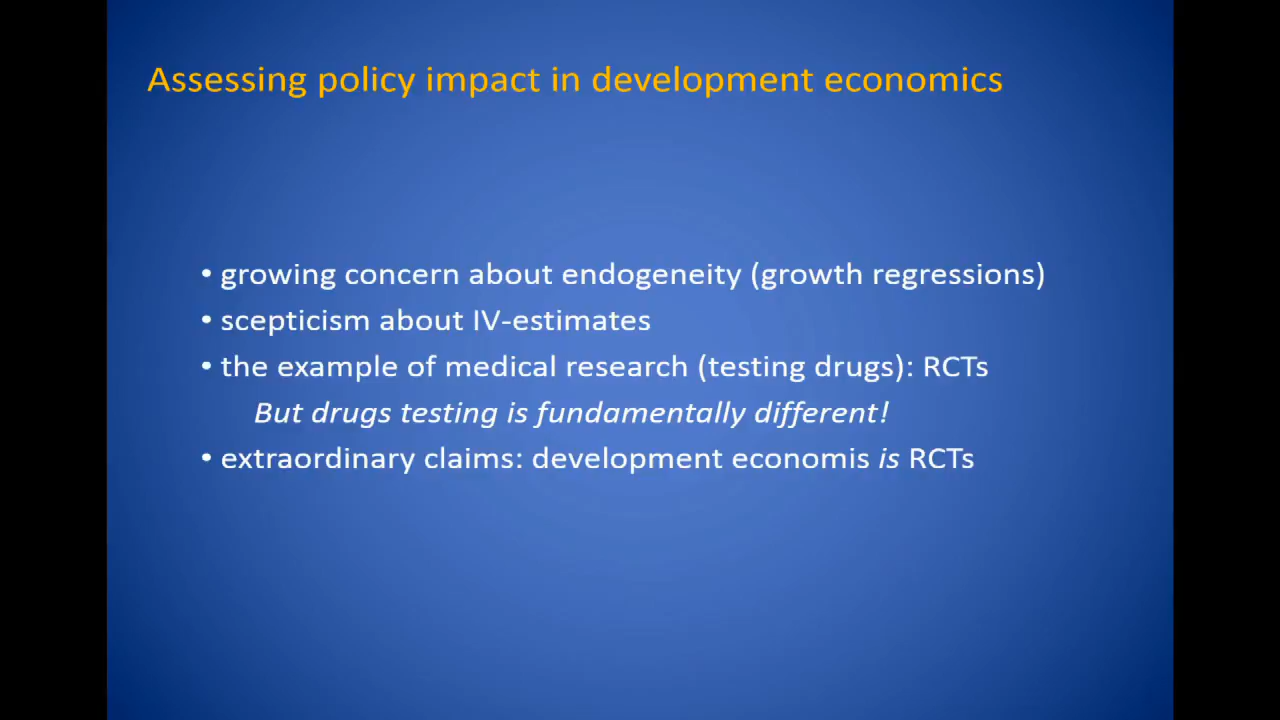 Assessing policy impact in development economics
• growing concern about endogeneity (growth regressions)
• scepticism about IV-estimates
• the example of medical research (testing drugs): RCTs
But drugs testing is fundamentally different!
• extraordinary claims: development economis is RCTs